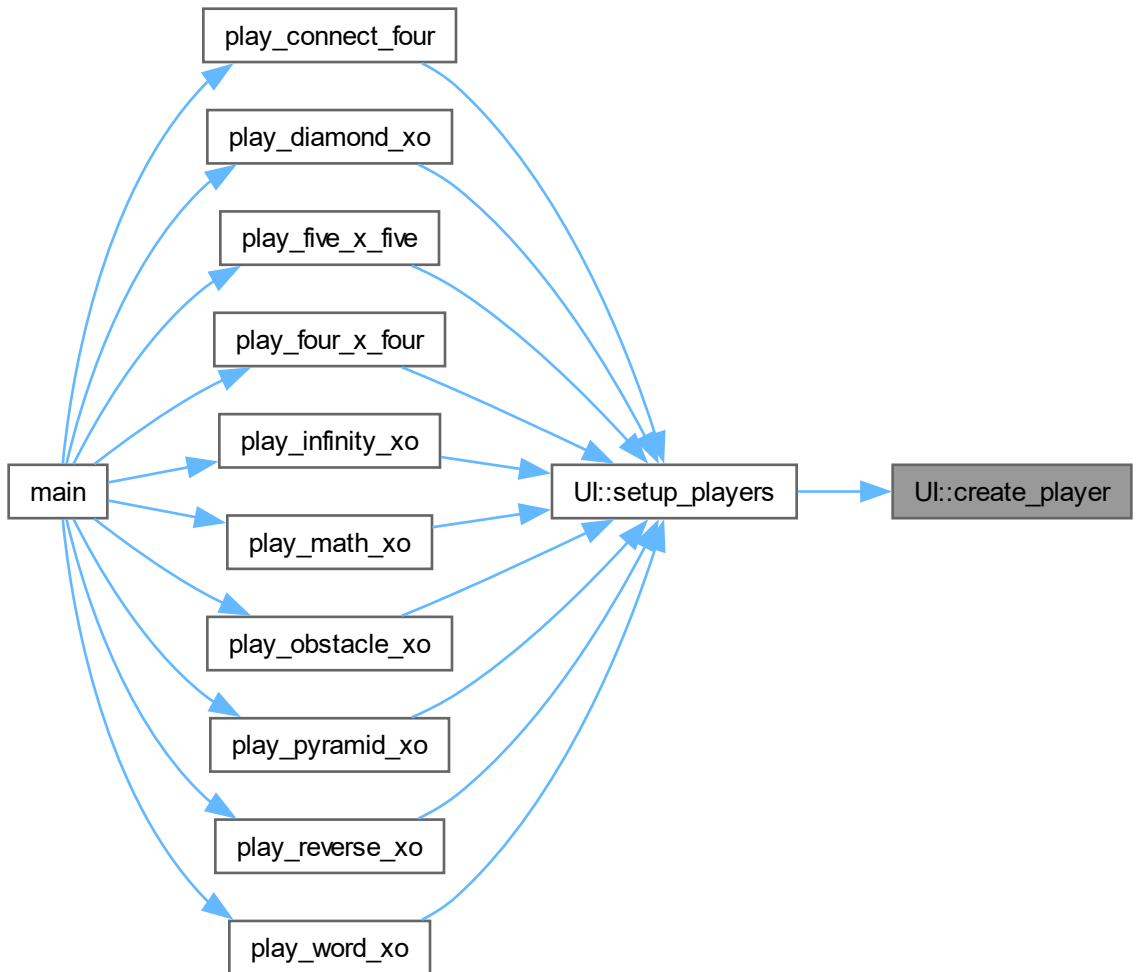 play_connect_four
play_diamond_xo
play_five_x_five
play_four_x_four
play_infinity_xo
main
UI::setup_players
UI::create_player
play_math_xo
play_obstacle_xo
play_pyramid_xo
play_reverse_xo
play_word_xo